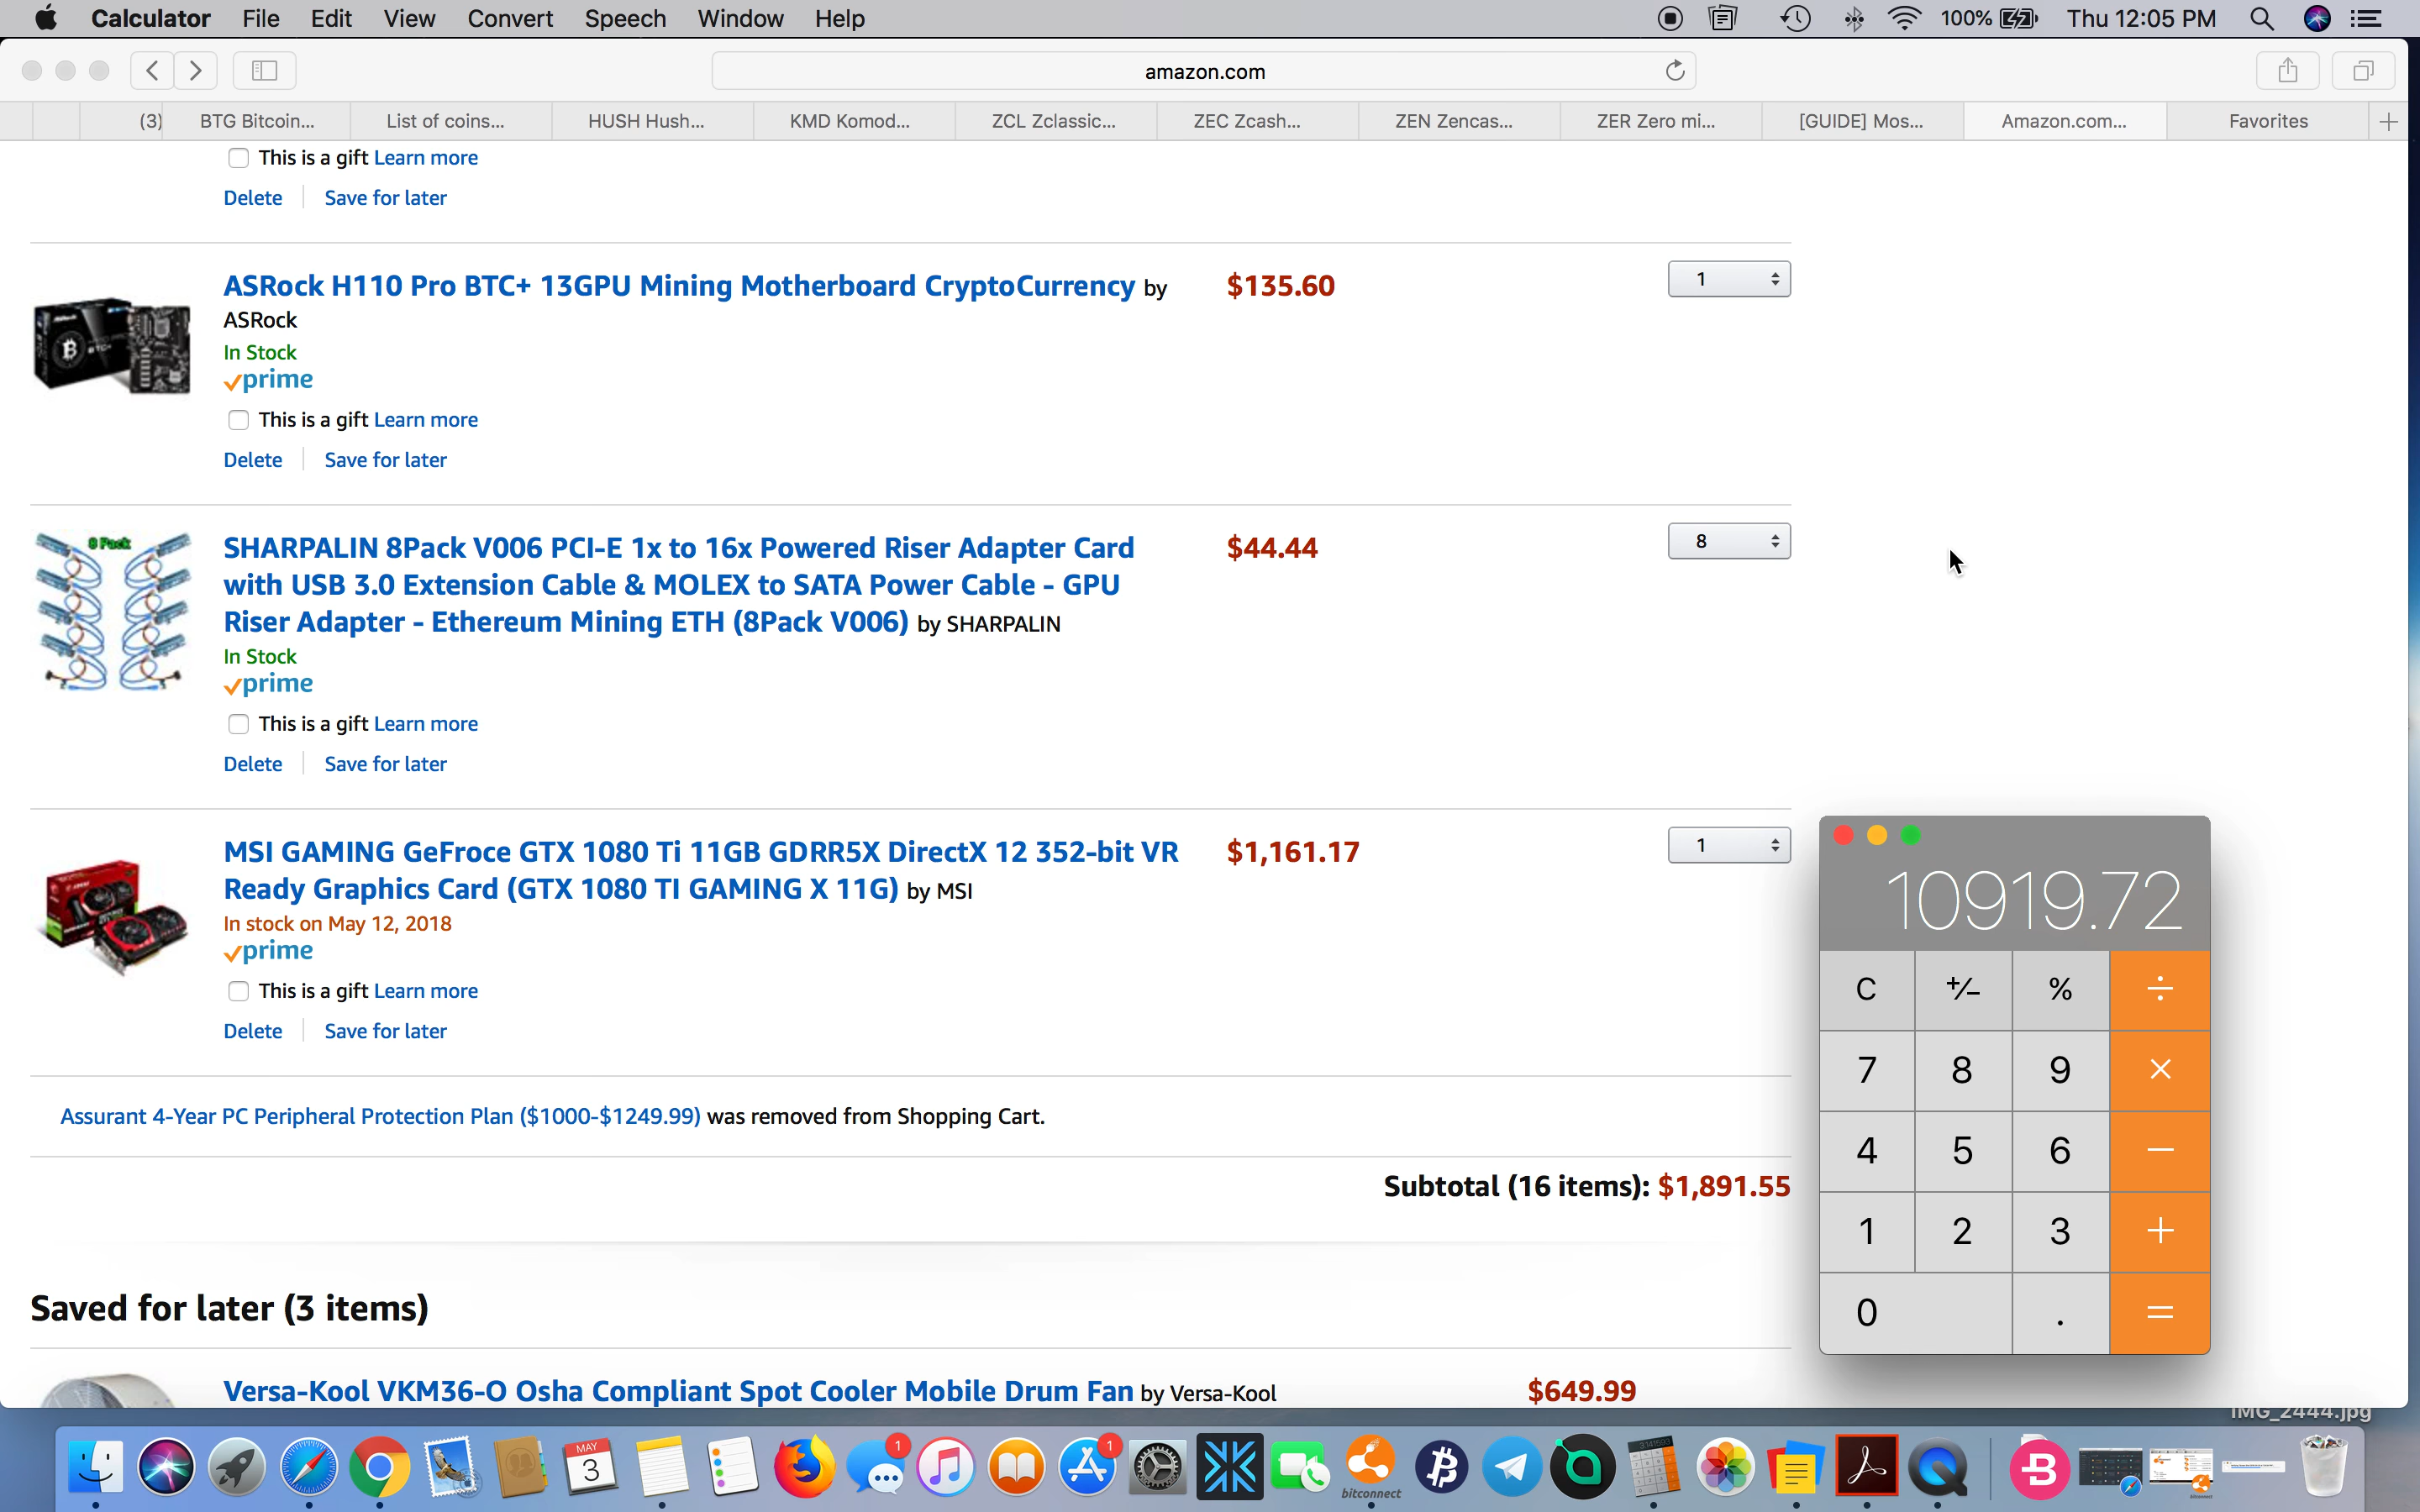 Calculator File Edit View Convert Speech Window Help 100% Thu 12:05 PM
amazon.com
(3) BTG Bitcoin... List of coins... HUSH Hush... KMD Komod... ZCL Zclassic... ZEC Zcash... ZEN Zencas... ZER Zero mi... [GUIDE] Mos... Amazon.com... Favorites +
This is a gift Learn more
Delete Save for later
ASRock H110 Pro BTC+ 13GPU Mining Motherboard CryptoCurrency by
ASRock
$135.60
1
In Stock
prime
This is a gift Learn more
Delete Save for later
8 Pack
SHARPALIN 8Pack V006 PCI-E 1x to 16x Powered Riser Adapter Card
with USB 3.0 Extension Cable & MOLEX to SATA Power Cable - GPU
Riser Adapter - Ethereum Mining ETH (8Pack V006) by SHARPALIN
$44.44
8
In Stock
prime
This is a gift Learn more
Delete Save for later
MSI GAMING GeFroce GTX 1080 Ti 11GB GDRR5X DirectX 12 352-bit VR
Ready Graphics Card (GTX 1080 TI GAMING X 11G) by MSI
$1,161.17
1
In stock on May 12, 2018
prime
This is a gift Learn more
Delete Save for later
Assurant 4-Year PC Peripheral Protection Plan ($1000-$1249.99) was removed from Shopping Cart.
Subtotal (16 items): $1,891.55
Saved for later (3 items)
Versa-Kool VKM36-O Osha Compliant Spot Cooler Mobile Drum Fan by Versa-Kool $649.99
10919.72
C +/- % ÷
7 8 9 ×
4 5 6 −
1 2 3 +
0 . =
IMG_2444.jpg
MAY
3
1
1
bitconnect